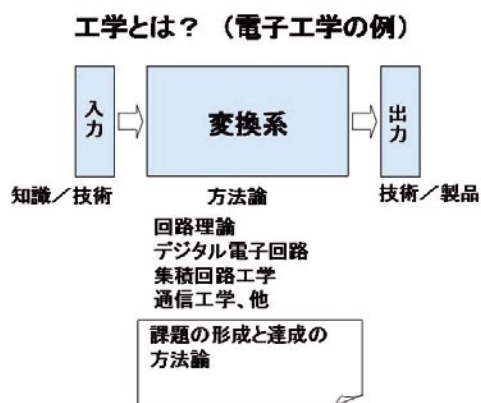 工学とは？ （電子工学の例）
入力
変換系
出力
知識／技術
方法論
技術／製品
回路理論
デジタル電子回路
集積回路工学
通信工学、他
課題の形成と達成の
方法論